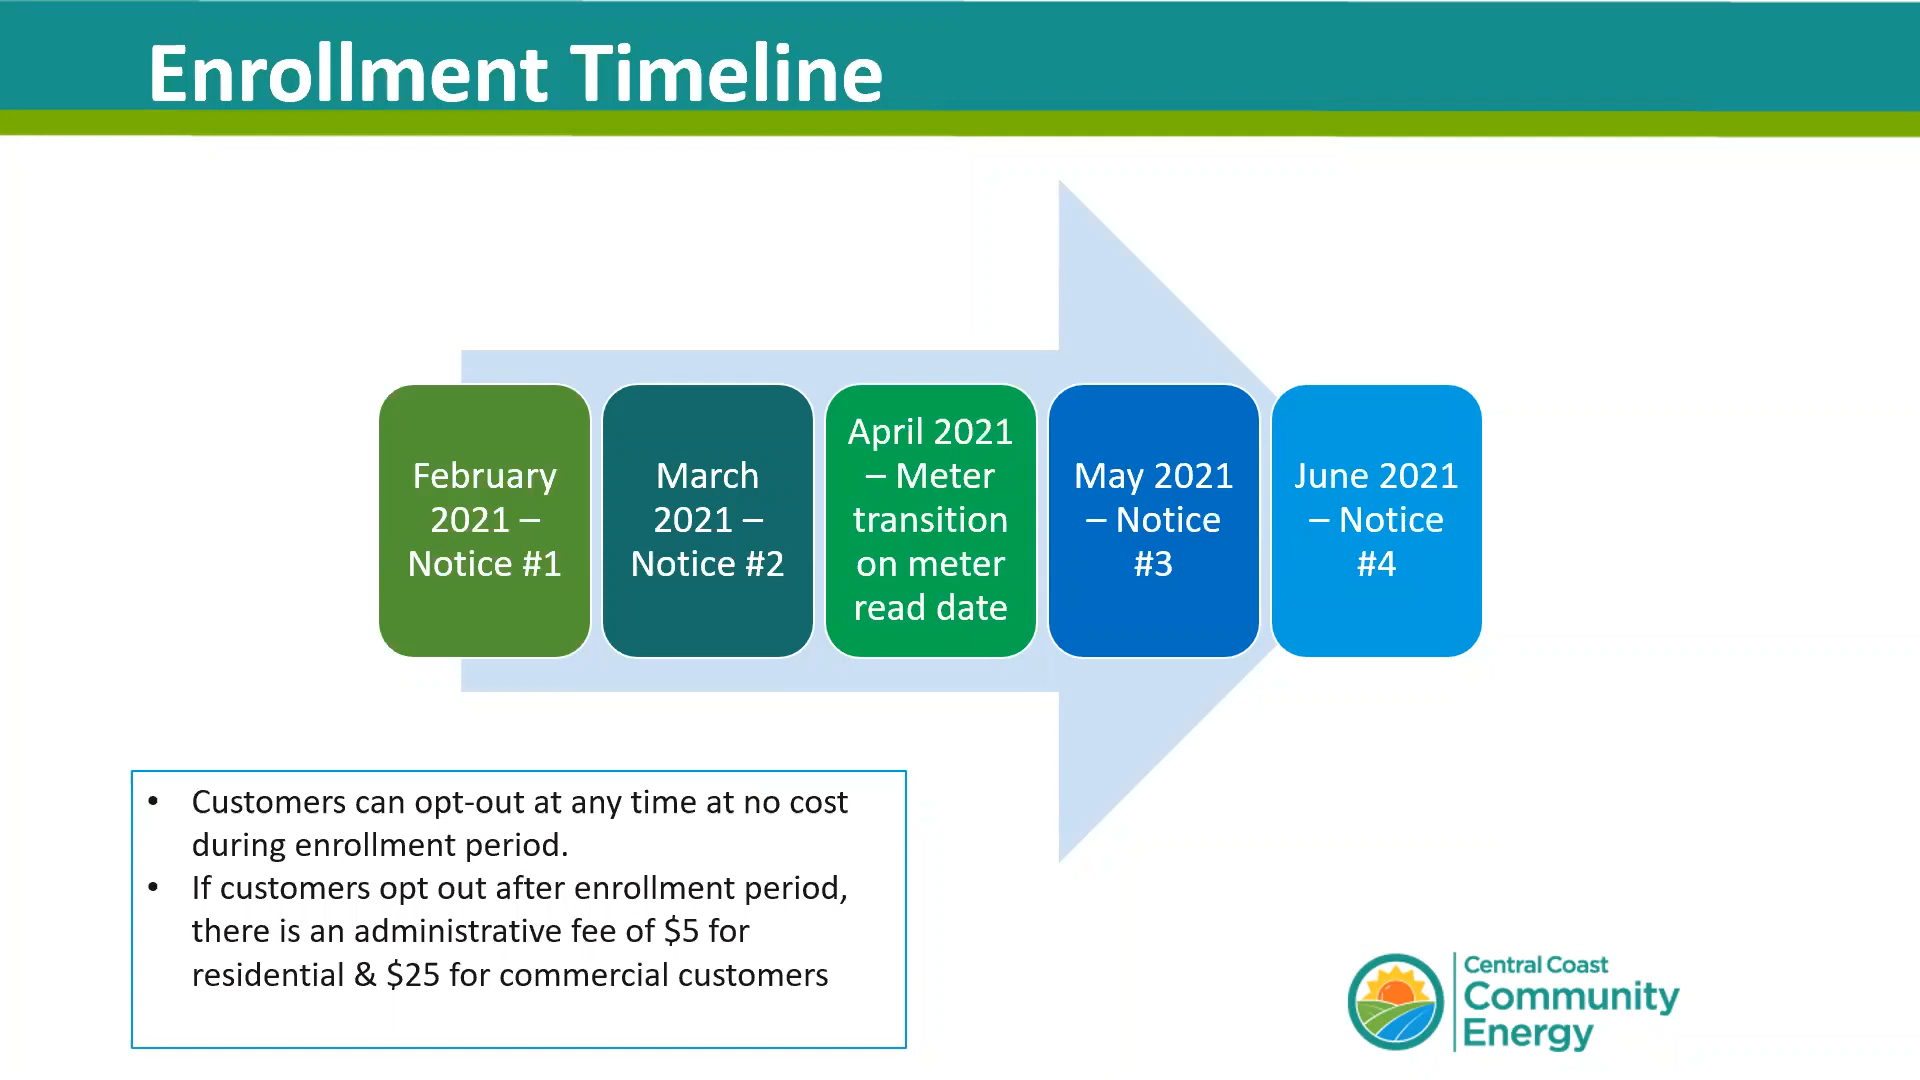 Enrollment Timeline
February
2021 –
Notice #1
March
2021 –
Notice #2
April 2021
– Meter
transition
on meter
read date
May 2021
– Notice
#3
June 2021
– Notice
#4
• Customers can opt-out at any time at no cost
during enrollment period.
• If customers opt out after enrollment period,
there is an administrative fee of $5 for
residential & $25 for commercial customers
Central Coast
Community
Energy